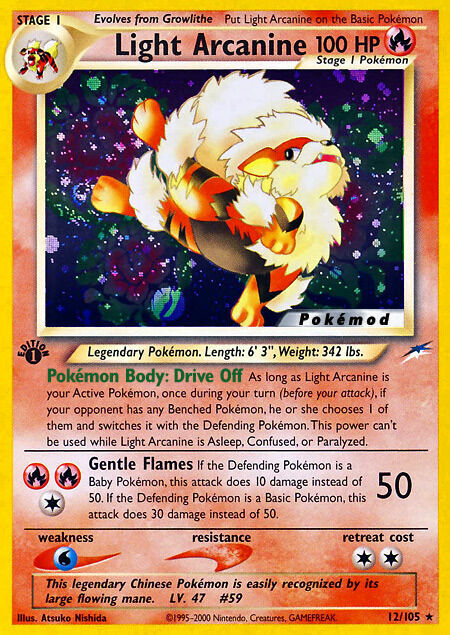 STAGE 1 Evolves from Growlithe Put Light Arcanine on the Basic Pokémon
Light Arcanine 100 HP
Stage 1 Pokémon
Pokémod
EDITION
1
Legendary Pokémon. Length: 6' 3", Weight: 342 lbs.
Pokémon Body: Drive Off As long as Light Arcanine is
your Active Pokémon, once during your turn (before your attack), if
your opponent has any Benched Pokémon, he or she chooses 1 of
them and switches it with the Defending Pokémon. This power can't
be used while Light Arcanine is Asleep, Confused, or Paralyzed.
Gentle Flames If the Defending Pokémon is a
Baby Pokémon, this attack does 10 damage instead of
50. If the Defending Pokémon is a Basic Pokémon, this
attack does 30 damage instead of 50.
50
weakness resistance retreat cost
This legendary Chinese Pokémon is easily recognized by its
large flowing mane. LV. 47 #59
Illus. Atsuko Nishida ©1995-2000 Nintendo, Creatures, GAMEFREAK. 12/105 ★